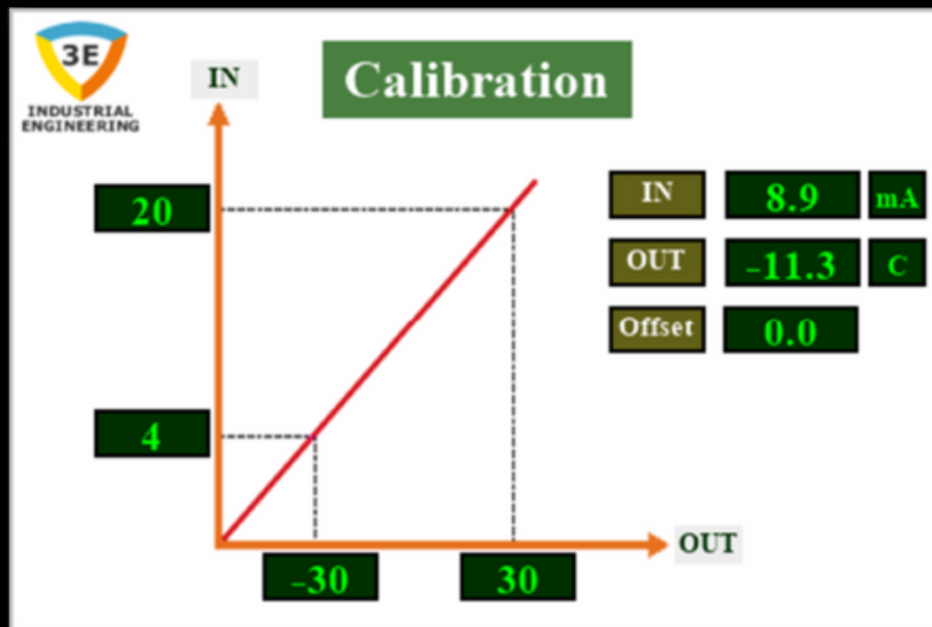 3E
INDUSTRIAL
ENGINEERING
IN
Calibration
20
IN 8.9 mA
OUT -11.3 C
Offset 0.0
4
OUT
-30 30